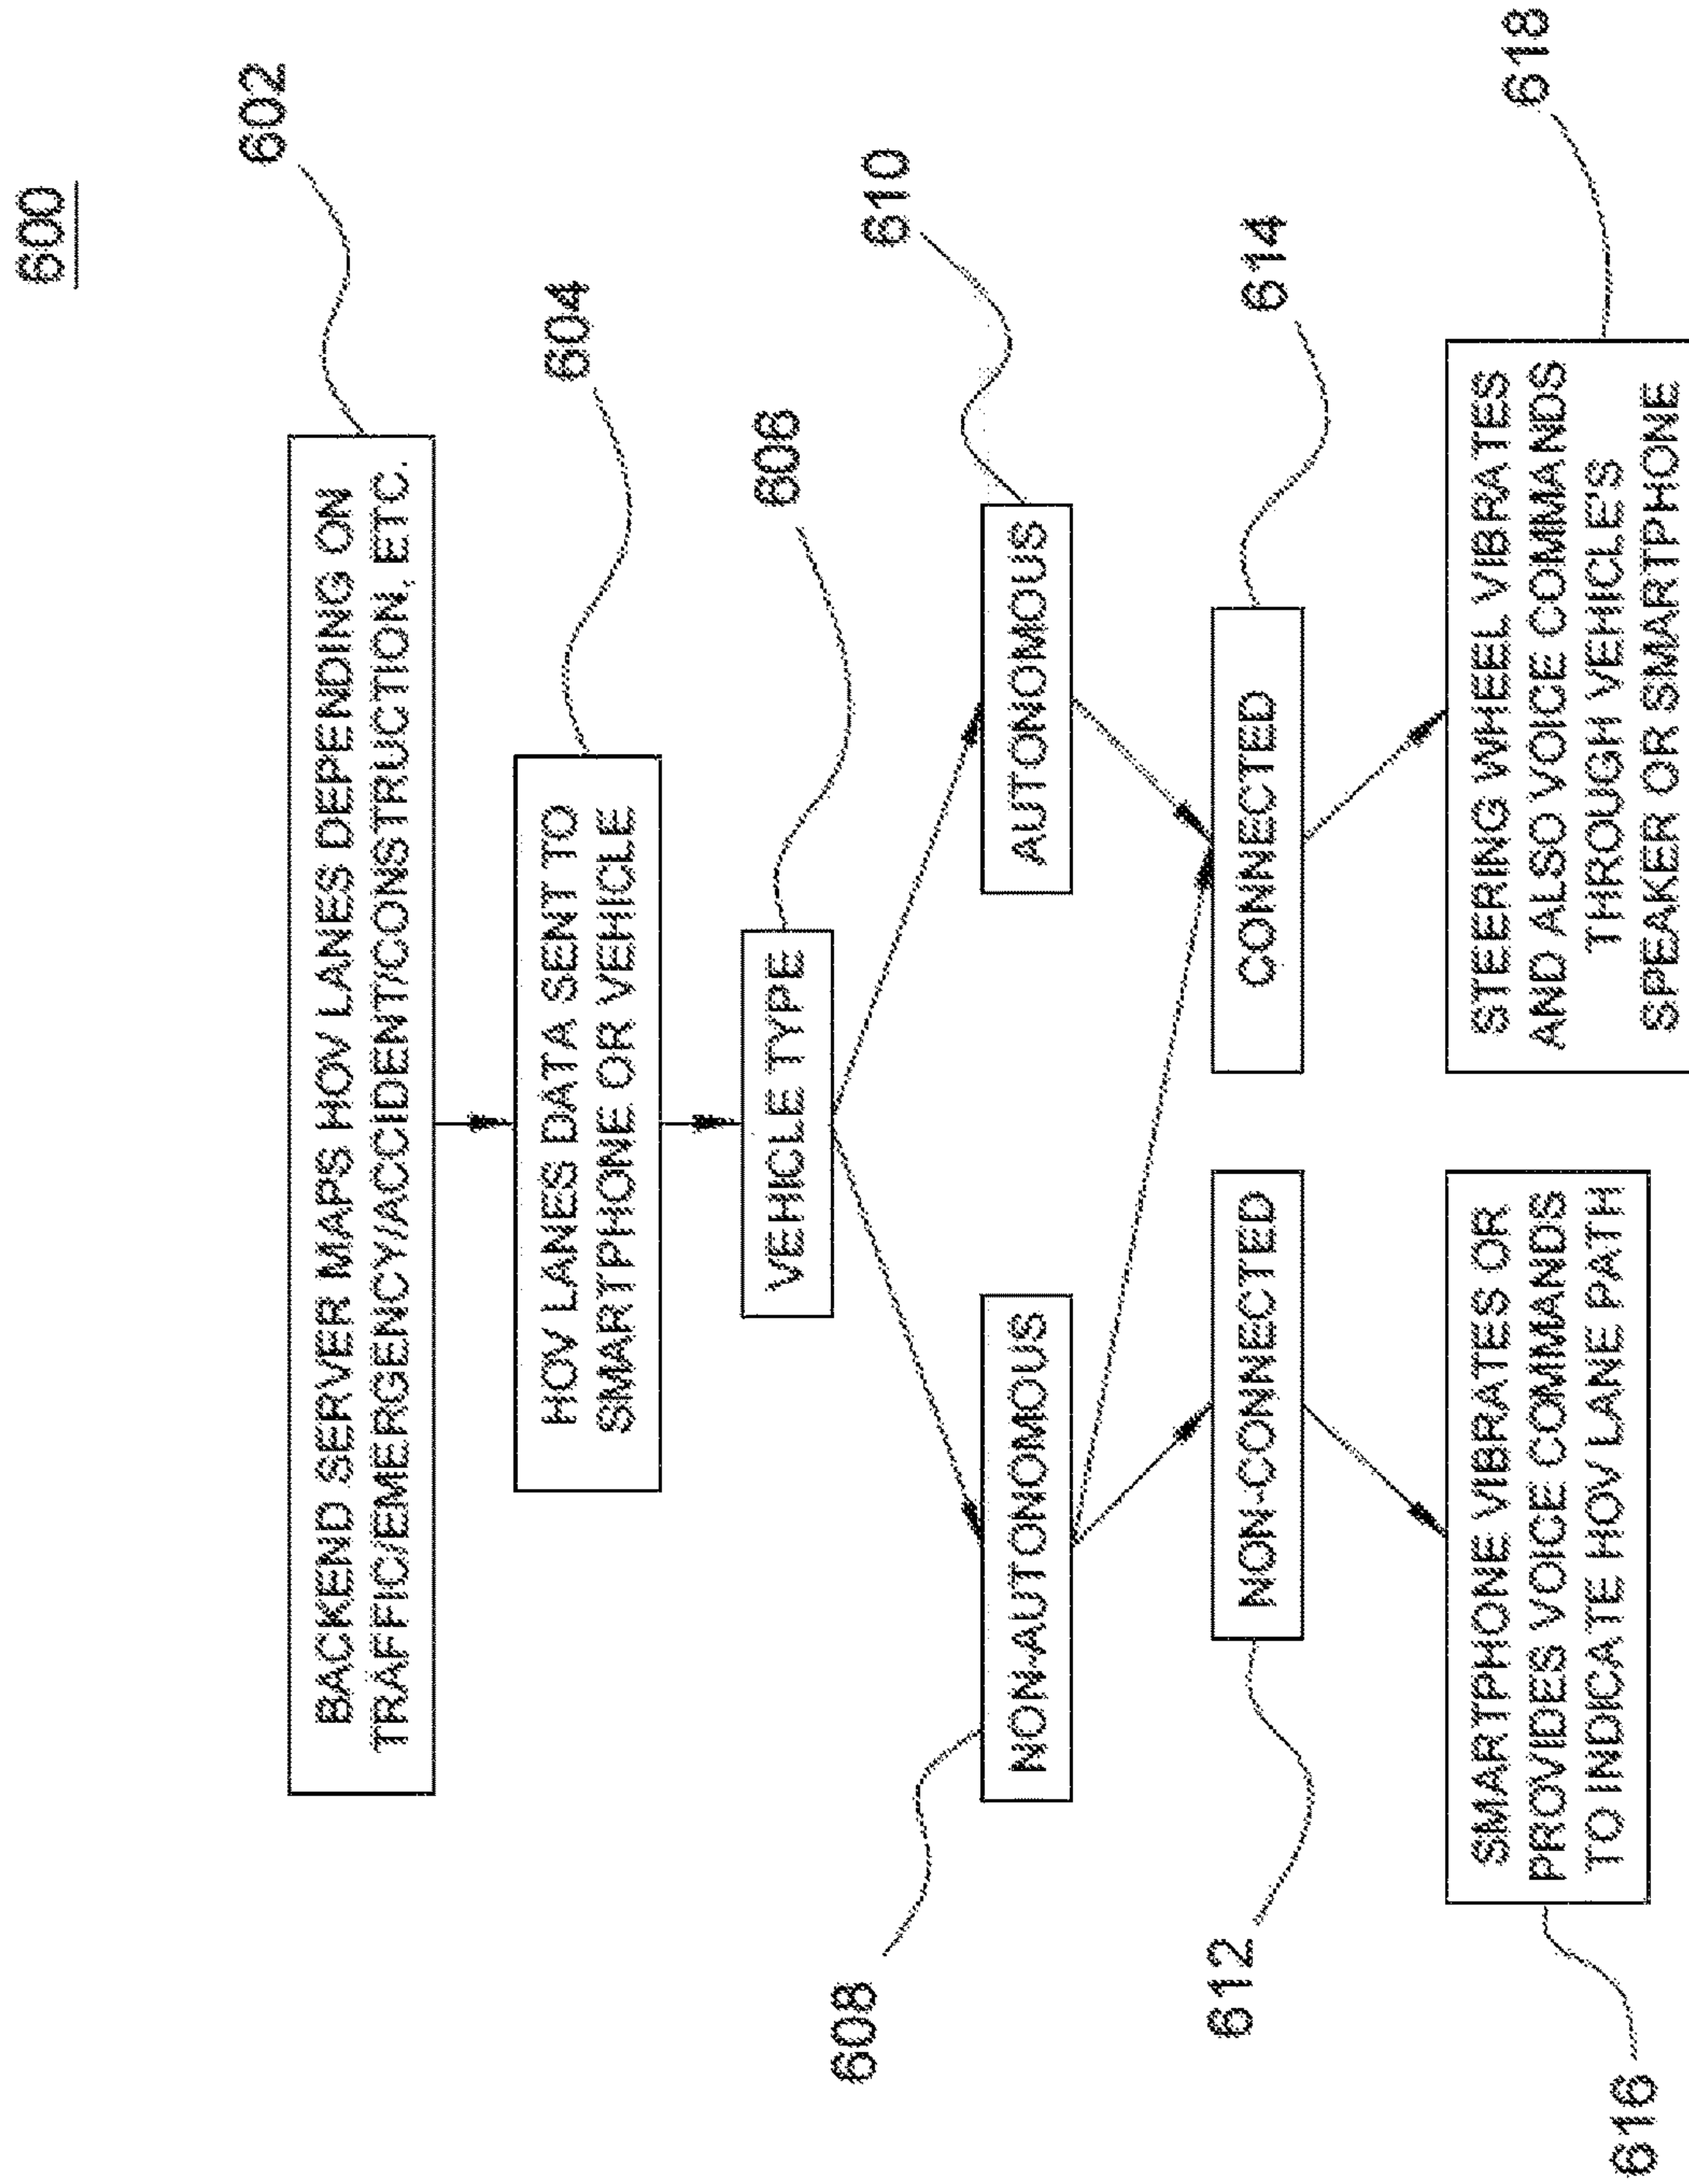 600
602
BACKEND SERVER MAPS HOV LANES DEPENDING ON
TRAFFIC/EMERGENCY/ACCIDENT/CONSTRUCTION, ETC.
604
HOV LANES DATA SENT TO
SMARTPHONE OR VEHICLE
606
VEHICLE TYPE
608
NON-AUTONOMOUS
AUTONOMOUS
610
612
NON-CONNECTED
CONNECTED
614
616
SMARTPHONE VIBRATES OR
PROVIDES VOICE COMMANDS
TO INDICATE HOV LANE PATH
STEERING WHEEL VIBRATES
AND ALSO VOICE COMMANDS
THROUGH VEHICLE'S
SPEAKER OR SMARTPHONE
618